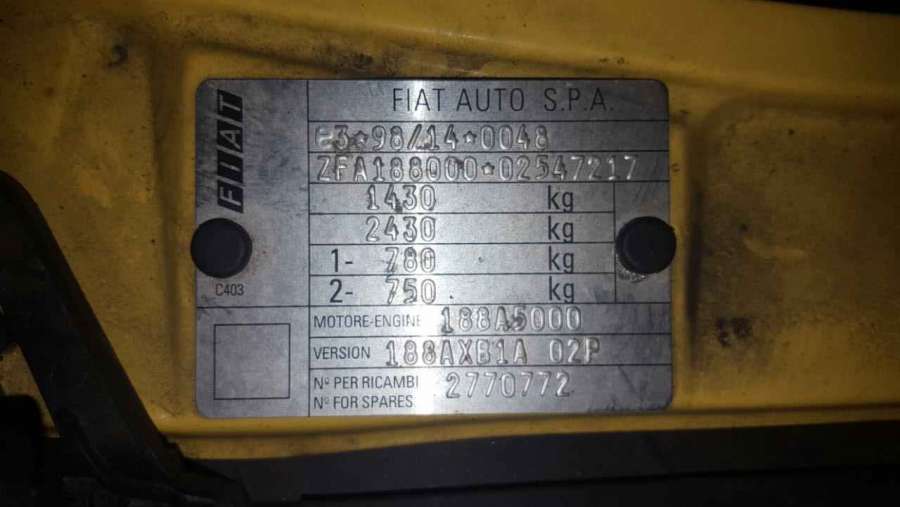 FIAT
FIAT AUTO S.P.A.
e3*98/14*0048
ZFA188000*02547217
1430 kg
2430 kg
1- 780 kg
2- 750 kg
C403
MOTORE-ENGINE 188A5000
VERSION 188AXB1A 02P
Nº PER RICAMBI
Nº FOR SPARES 2770772